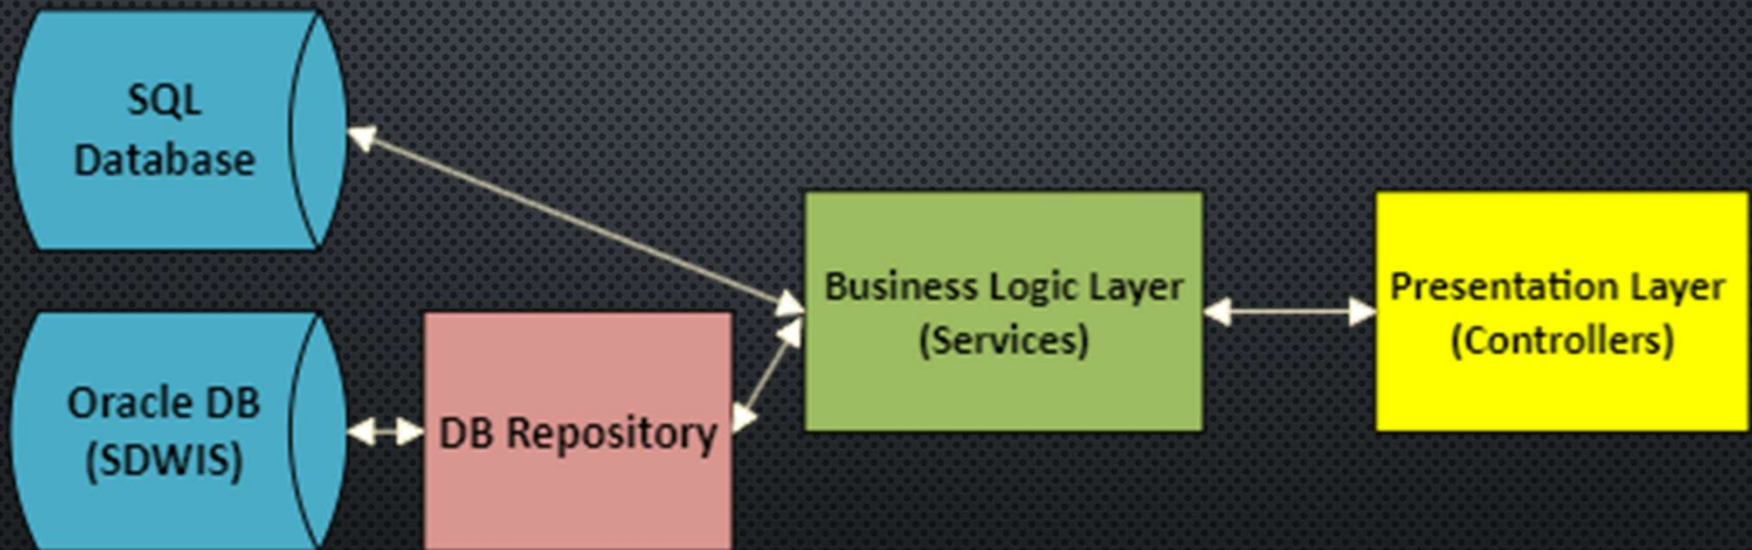 SQL
Database
Business Logic Layer
(Services)
Presentation Layer
(Controllers)
Oracle DB
(SDWIS)
DB Repository